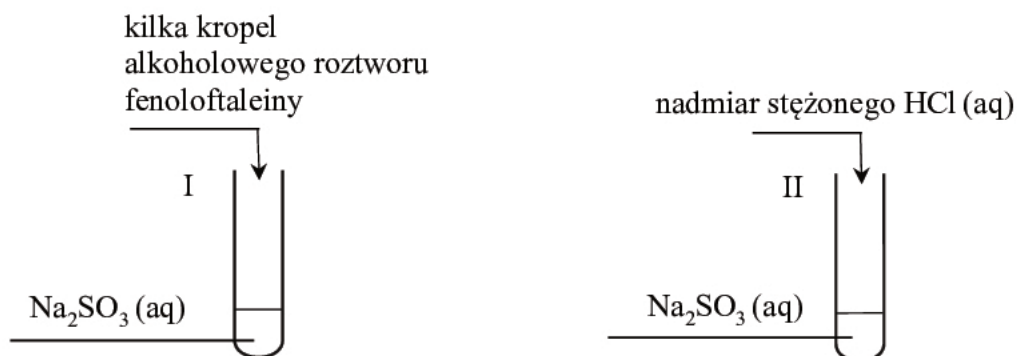 kilka kropel
alkoholowego roztworu
fenoloftaleiny
I
Na₂SO₃ (aq)
nadmiar stężonego HCl (aq)
II
Na₂SO₃ (aq)